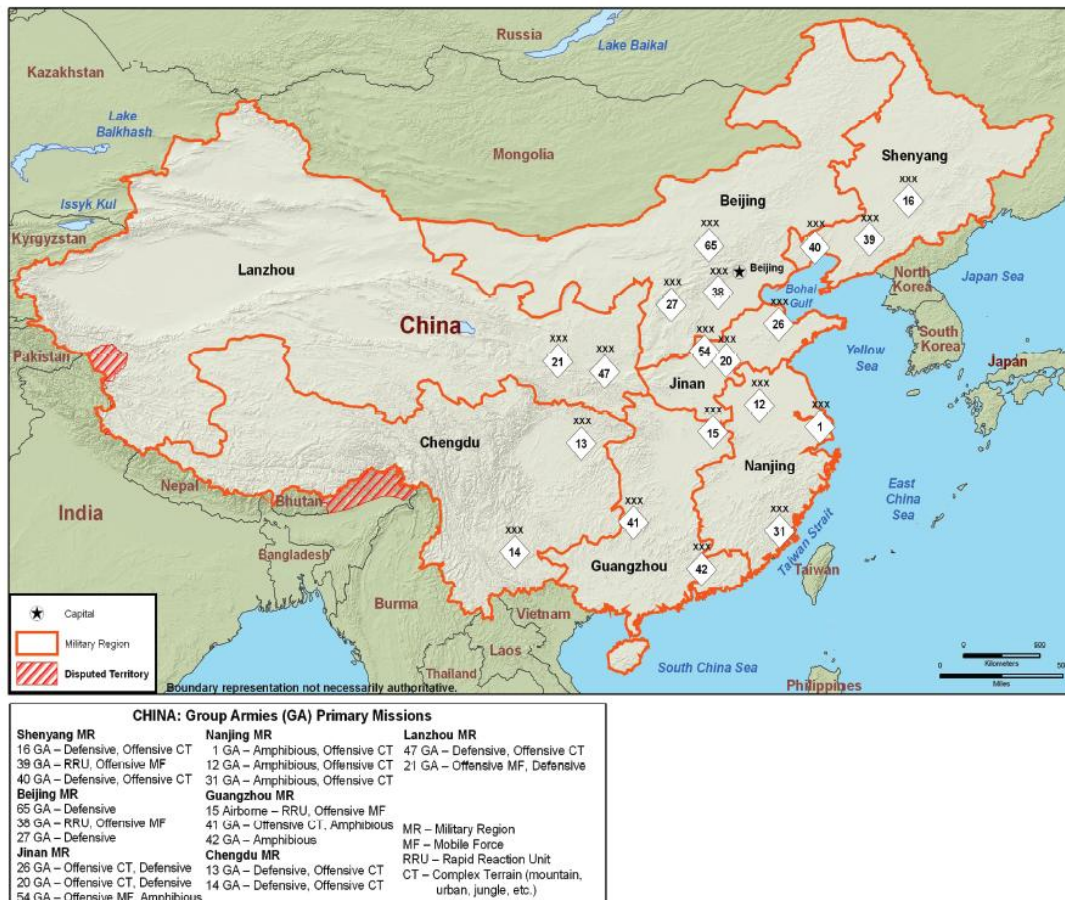 Russia
Lake Baikal
Kazakhstan
Lake
Balkhash
Mongolia
Shenyang
XXX
16
Issyk Kul
Beijing
XXX
65
XXX
40
XXX
39
Kyrgyzstan
Lanzhou
Beijing
XXX
38
XXX
27
Bohai
Gulf
North
Korea
Japan Sea
China
XXX
26
South
Korea
Pakistan
XXX
21
XXX
47
XXX
54
XXX
20
Yellow
Sea
Japan
Jinan
XXX
12
XXX
1
Chengdu
XXX
13
XXX
15
Nanjing
Nepal
Bhutan
East
China
Sea
India
XXX
41
XXX
31
XXX
14
Bangladesh
Guangzhou
XXX
42
Taiwan Strait
Taiwan
Burma
Vietnam
Laos
Thailand
South China Sea
Philippines
Capital
Military Region
Disputed Territory
Boundary representation not necessarily authoritative.
0 500
Kilometers
0 500
Miles
CHINA: Group Armies (GA) Primary Missions
Shenyang MR
16 GA – Defensive, Offensive CT
39 GA – RRU, Offensive MF
40 GA – Defensive, Offensive CT
Beijing MR
65 GA – Defensive
38 GA – RRU, Offensive MF
27 GA – Defensive
Jinan MR
26 GA – Offensive CT, Defensive
20 GA – Offensive CT, Defensive
54 GA – Offensive MF, Amphibious
Nanjing MR
1 GA – Amphibious, Offensive CT
12 GA – Amphibious, Offensive CT
31 GA – Amphibious, Offensive CT
Guangzhou MR
15 Airborne – RRU, Offensive MF
41 GA – Offensive CT, Amphibious
42 GA – Amphibious
Chengdu MR
13 GA – Defensive, Offensive CT
14 GA – Defensive, Offensive CT
Lanzhou MR
47 GA – Defensive, Offensive CT
21 GA – Offensive MF, Defensive
MR – Military Region
MF – Mobile Force
RRU – Rapid Reaction Unit
CT – Complex Terrain (mountain,
urban, jungle, etc.)